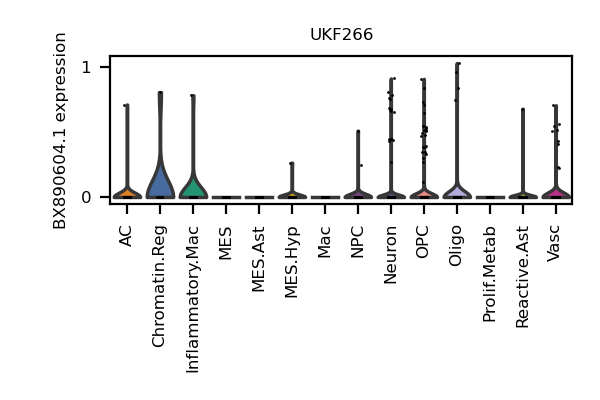 UKF266
BX890604.1 expression
1
0
AC
Chromatin.Reg
Inflammatory.Mac
MES
MES.Ast
MES.Hyp
Mac
NPC
Neuron
OPC
Oligo
Prolif.Metab
Reactive.Ast
Vasc